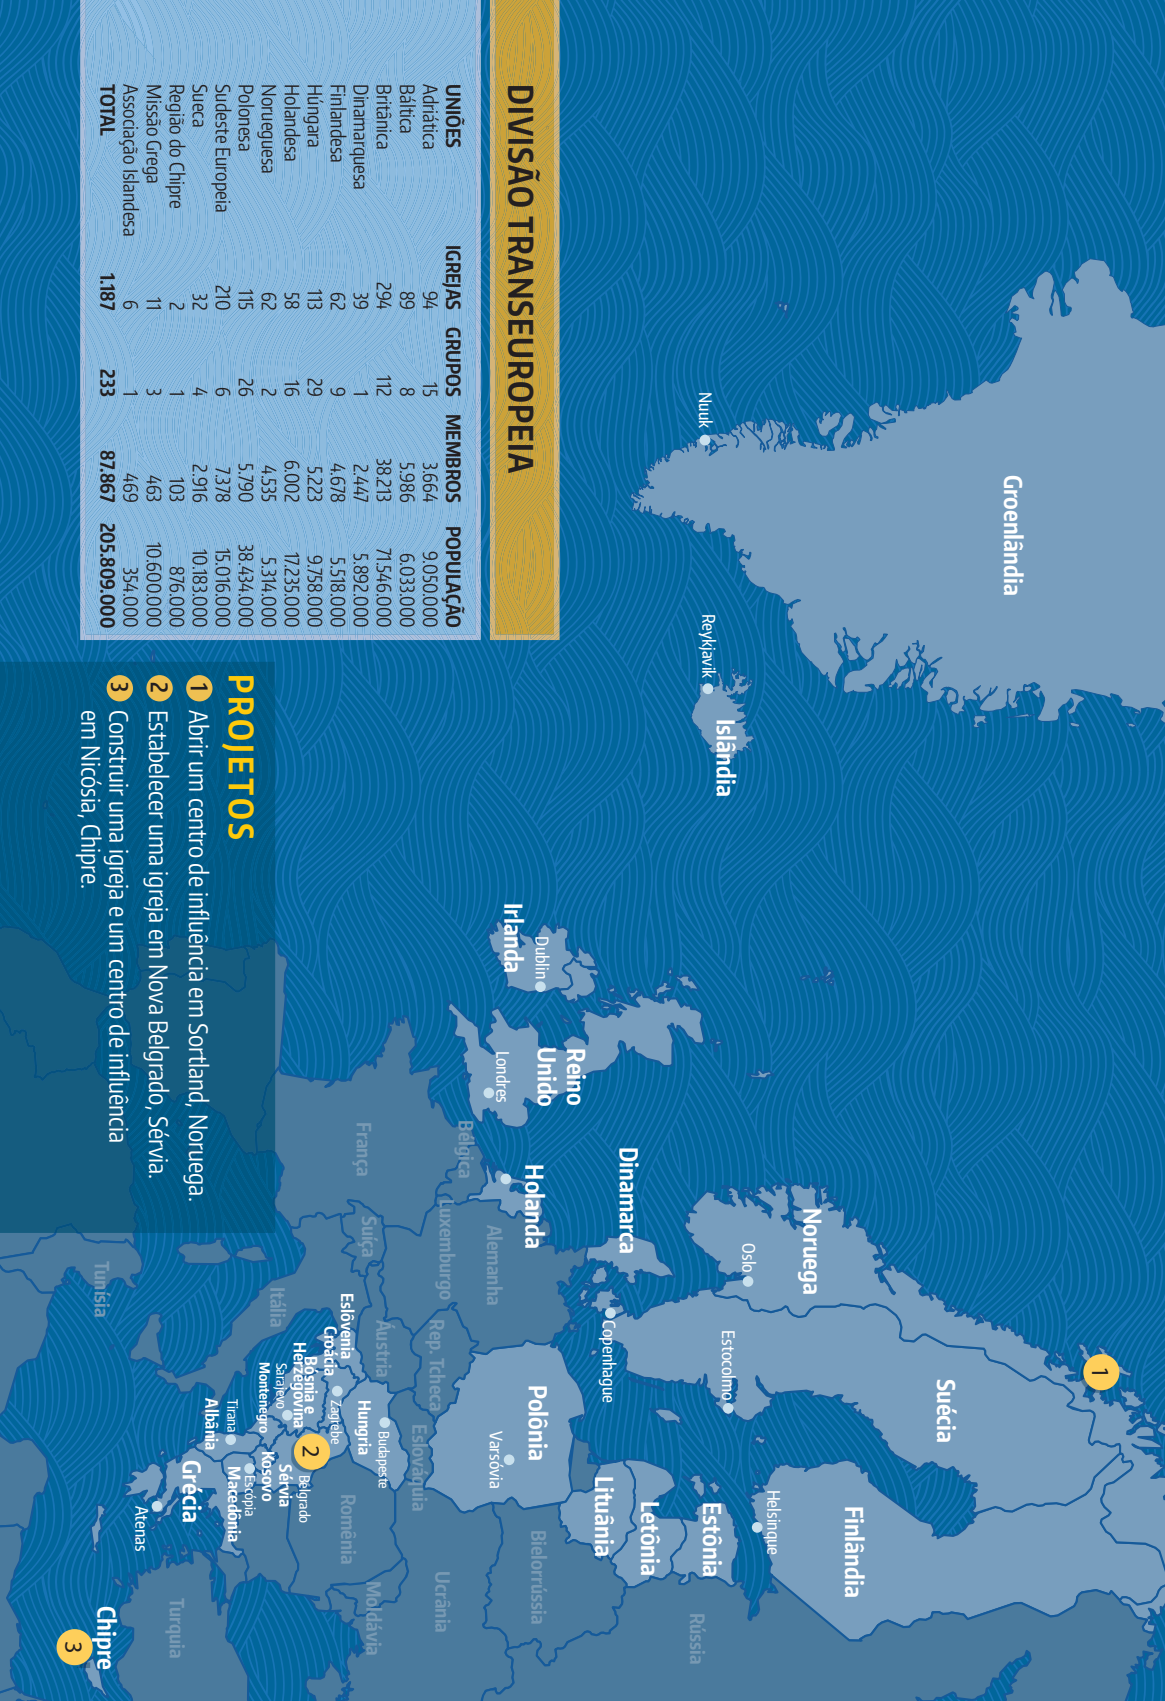 DIVISÃO TRANSEUROPEIA
UNIÕES IGREJAS GRUPOS MEMBROS POPULAÇÃO
Adriática 94 15 3.664 9.050.000
Báltica 89 8 5.986 6.033.000
Britânica 294 112 38.213 71.546.000
Dinamarquesa 39 1 2.447 5.892.000
Finlandesa 62 9 4.678 5.518.000
Húngara 113 29 5.223 9.758.000
Holandesa 58 16 6.002 17.235.000
Norueguesa 62 2 4.535 5.314.000
Polonesa 115 26 5.790 38.434.000
Sudeste Europeia 210 6 7.378 15.016.000
Sueca 32 4 2.916 10.183.000
Região do Chipre 2 1 103 876.000
Missão Grega 11 3 463 10.600.000
Associação Islandesa 6 1 469 354.000
TOTAL 1.187 233 87.867 205.809.000
PROJETOS
1 Abrir um centro de influência em Sortland, Noruega.
2 Estabelecer uma igreja em Nova Belgrado, Sérvia.
3 Construir uma igreja e um centro de influência
em Nicósia, Chipre.
Groenlândia
Nuuk
Reykjavik
Islândia
Irlanda
Dublin
Reino
Unido
Londres
Holanda
Dinamarca
Copenhague
Noruega
Oslo
1
Suécia
Estocolmo
Finlândia
Helsinque
Estônia
Letônia
Lituânia
Polônia
Varsóvia
Bielorrússia
Rússia
Ucrânia
Moldávia
Romênia
Bélgica
Luxemburgo
Alemanha
França
Suíça
Áustria
Rep. Tcheca
Eslováquia
Itália
Tunísia
Eslovênia
Croácia
Zagrebe
Hungria
Budapeste
Bósnia e
Herzegóvina
Sarajevo
Montenegro
2
Belgrado
Sérvia
Kosovo
Escópia
Macedônia
Tirana
Albânia
Grécia
Atenas
Turquia
Chipre
3